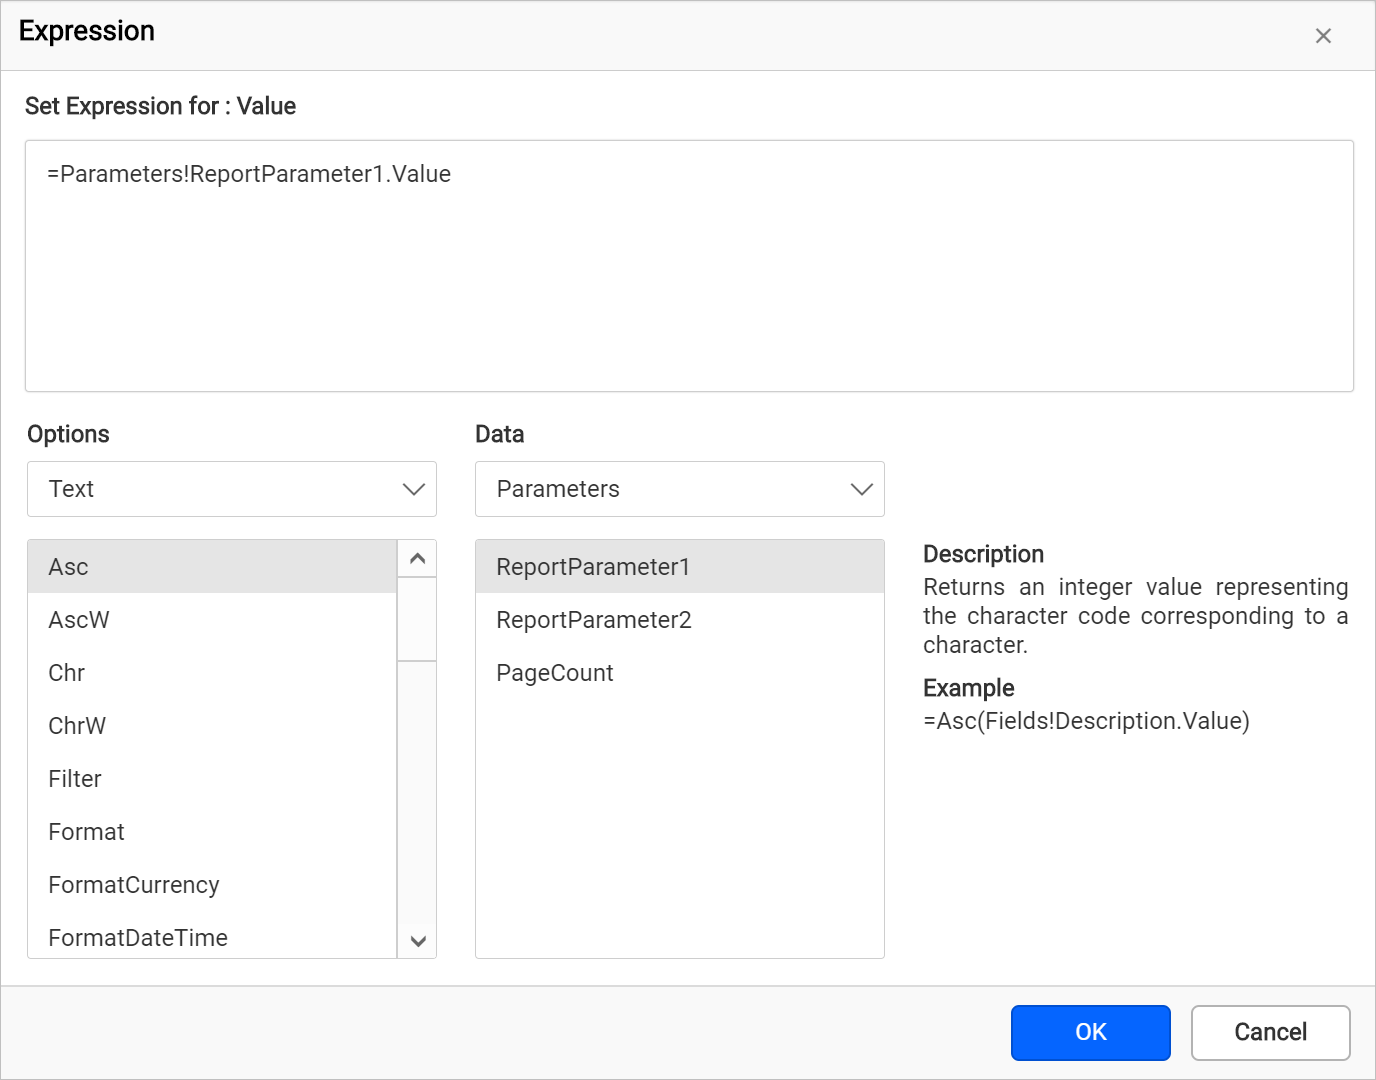 Expression
Set Expression for : Value
=Parameters!ReportParameter1.Value
Options
Data
Text
Parameters
Asc
AscW
Chr
ChrW
Filter
Format
FormatCurrency
FormatDateTime
ReportParameter1
ReportParameter2
PageCount
Description
Returns an integer value representing
the character code corresponding to a
character.
Example
=Asc(Fields!Description.Value)
OK
Cancel